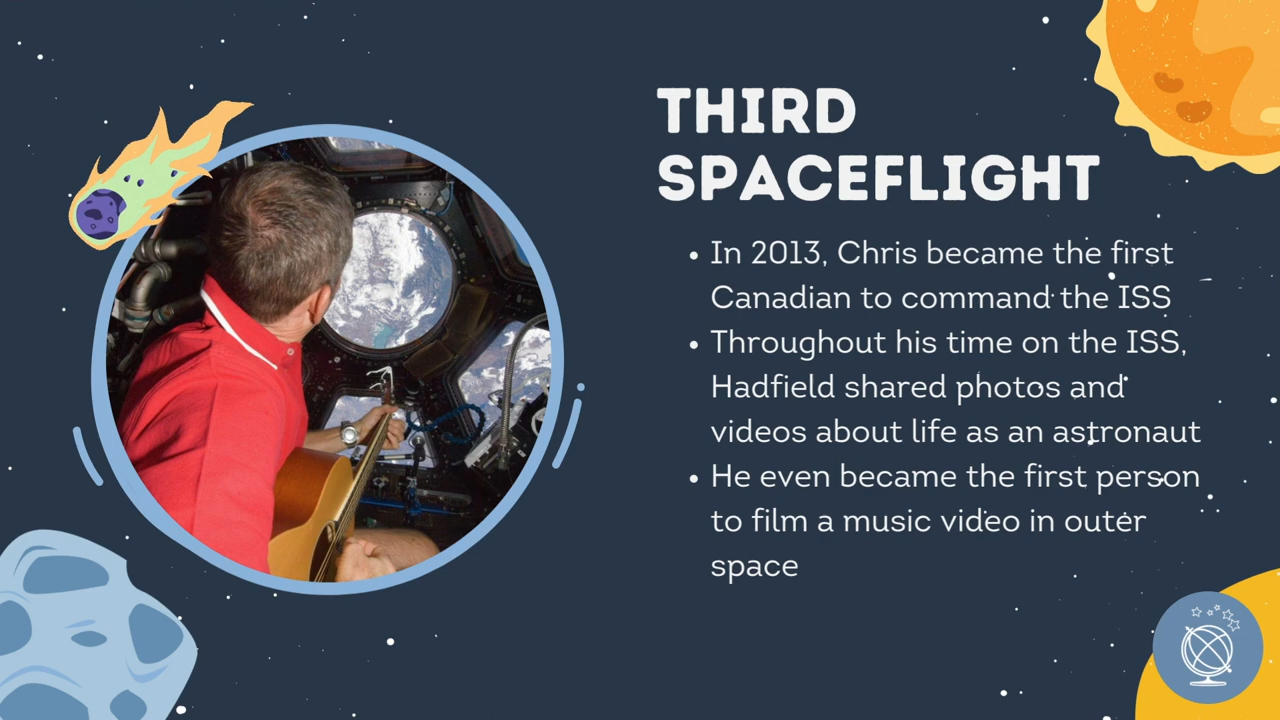 THIRD
SPACEFLIGHT
• In 2013, Chris became the first
Canadian to command the ISS
• Throughout his time on the ISS,
Hadfield shared photos and
videos about life as an astronaut
• He even became the first person
to film a music video in outer
space